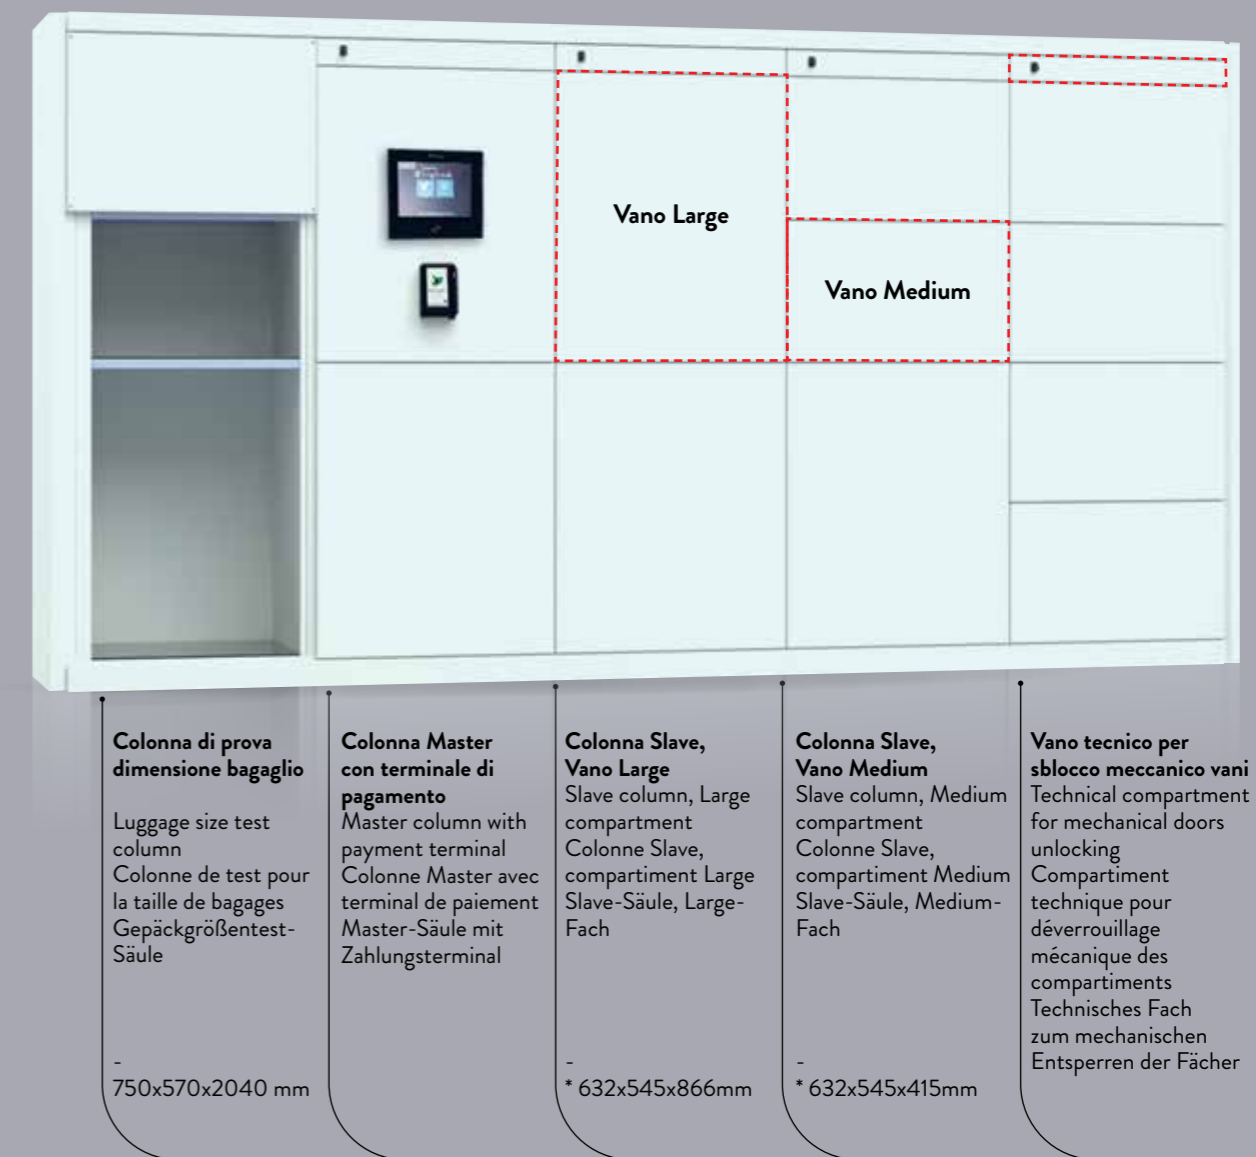 Vano Large
Vano Medium
Colonna di prova
dimensione bagaglio
Luggage size test
column
Colonne de test pour
la taille de bagages
Gepäckgrößentest-
Säule
-
750x570x2040 mm
Colonna Master
con terminale di
pagamento
Master column with
payment terminal
Colonne Master avec
terminal de paiement
Master-Säule mit
Zahlungsterminal
Colonna Slave,
Vano Large
Slave column, Large
compartment
Colonne Slave,
compartiment Large
Slave-Säule, Large-
Fach
-
* 632x545x866mm
Colonna Slave,
Vano Medium
Slave column, Medium
compartment
Colonne Slave,
compartiment Medium
Slave-Säule, Medium-
Fach
-
* 632x545x415mm
Vano tecnico per
sblocco meccanico vani
Technical compartment
for mechanical doors
unlocking
Compartiment
technique pour
déverrouillage
mécanique des
compartiments
Technisches Fach
zum mechanischen
Entsperren der Fächer